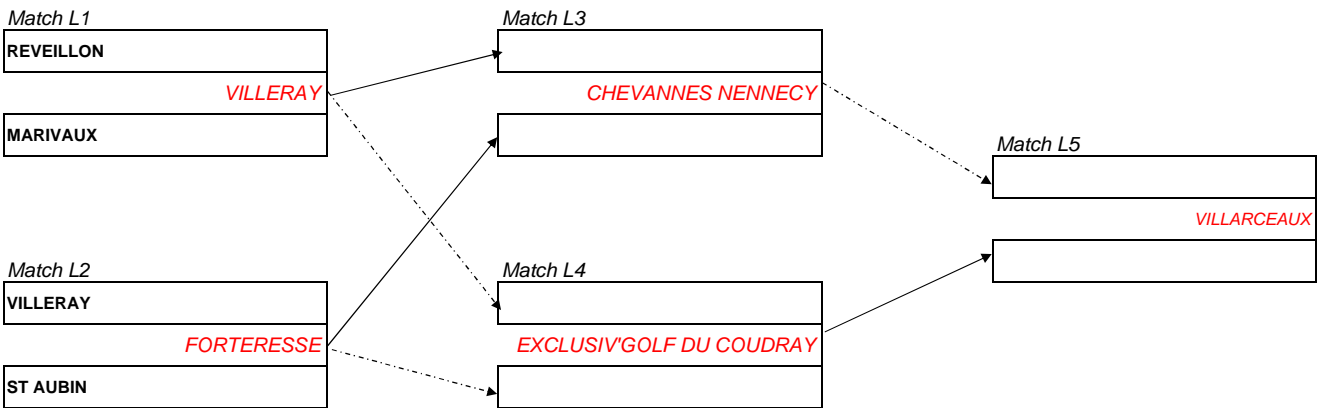 Match L1
REVEILLON
VILLERAY
MARIVAUX
Match L2
VILLERAY
FORTERESSE
ST AUBIN
Match L3
CHEVANNES NENNECY
Match L4
EXCLUSIV'GOLF DU COUDRAY
Match L5
VILLARCEAUX